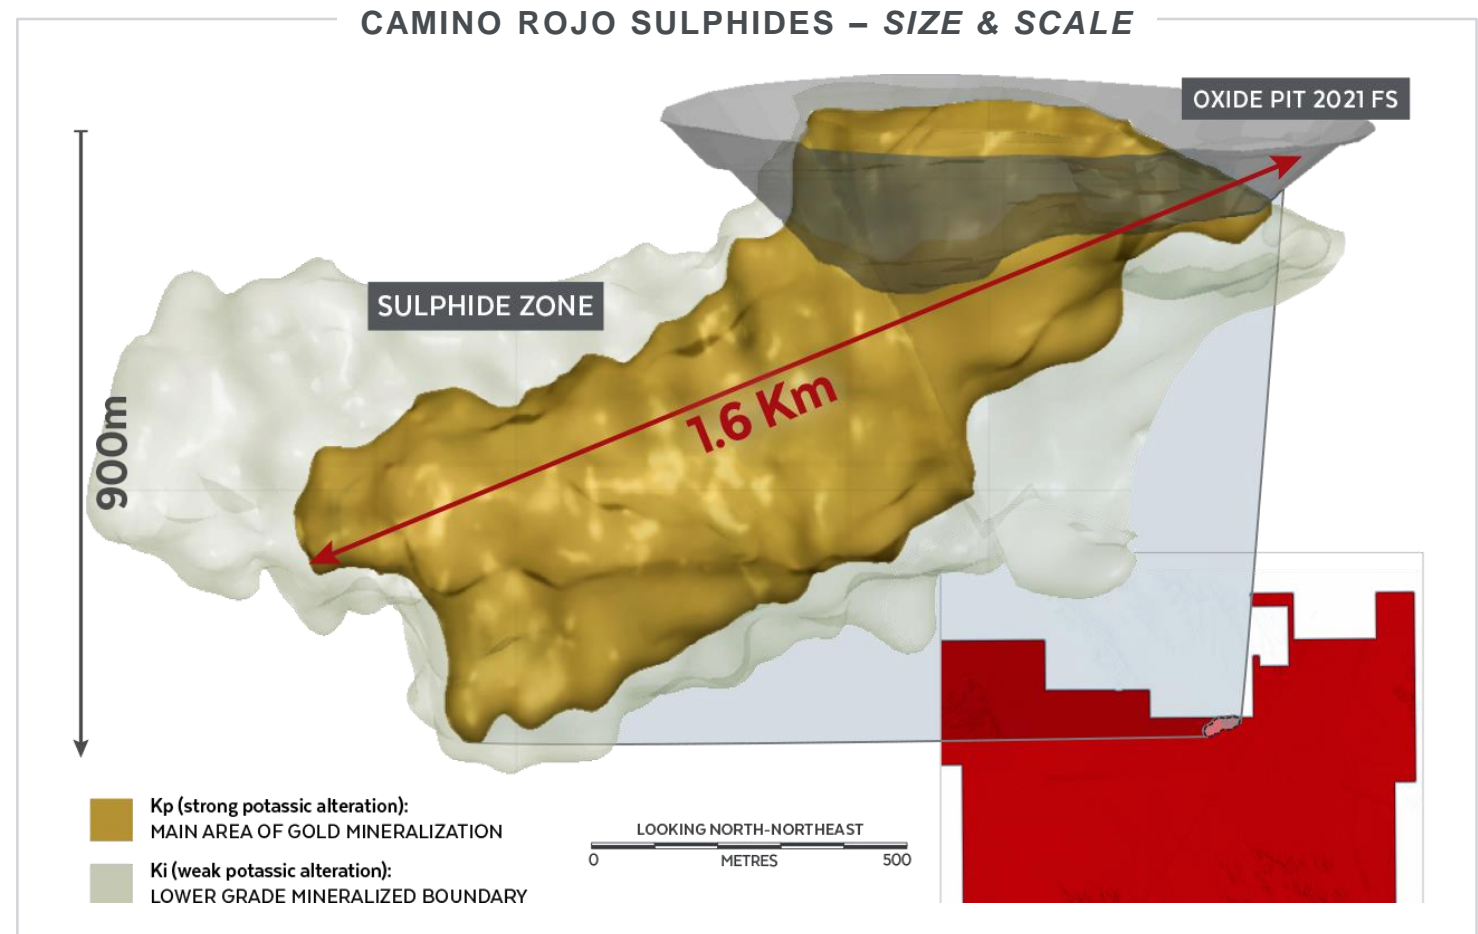 CAMINO ROJO SULPHIDES – SIZE & SCALE
OXIDE PIT 2021 FS
SULPHIDE ZONE
900m
1.6 Km
Kp (strong potassic alteration):
MAIN AREA OF GOLD MINERALIZATION
Ki (weak potassic alteration):
LOWER GRADE MINERALIZED BOUNDARY
LOOKING NORTH-NORTHEAST
0 METRES 500